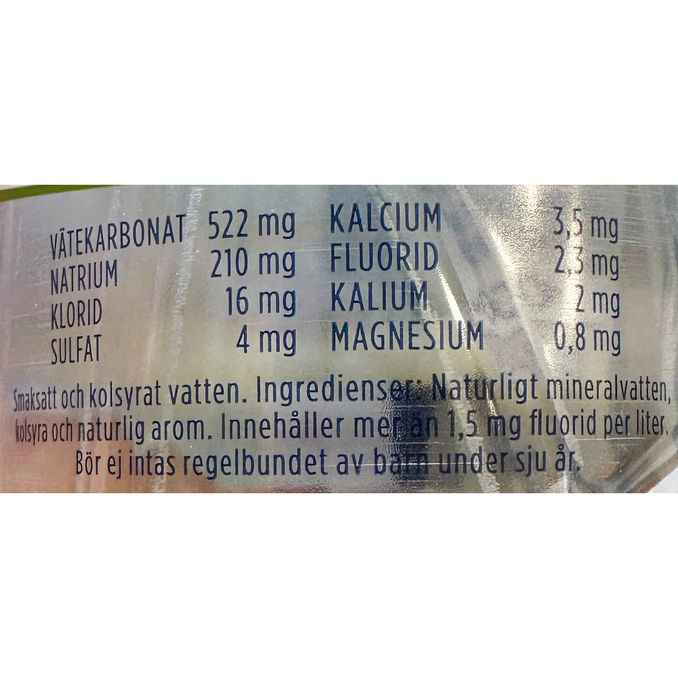 VÄTEKARBONAT 522 mg KALCIUM 3,5 mg
NATRIUM 210 mg FLUORID 2,3 mg
KLORID 16 mg KALIUM 2 mg
SULFAT 4 mg MAGNESIUM 0,8 mg
Smaksatt och kolsyrat vatten. Ingredienser: Naturligt mineralvatten,
kolsyra och naturlig arom. Innehåller mer än 1,5 mg fluorid per liter.
Bör ej intas regelbundet av barn under sju år.